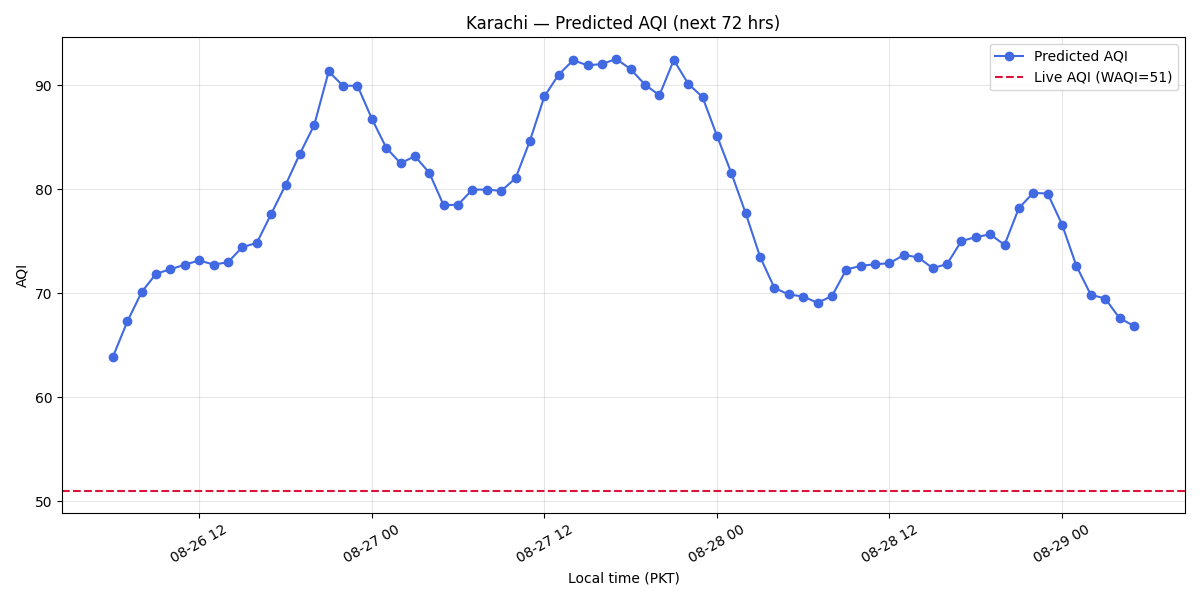 Karachi — Predicted AQI (next 72 hrs)
Predicted AQI
Live AQI (WAQI=51)
90
80
70
60
50
AQI
08-26 12
08-27 00
08-27 12
08-28 00
08-28 12
08-29 00
Local time (PKT)